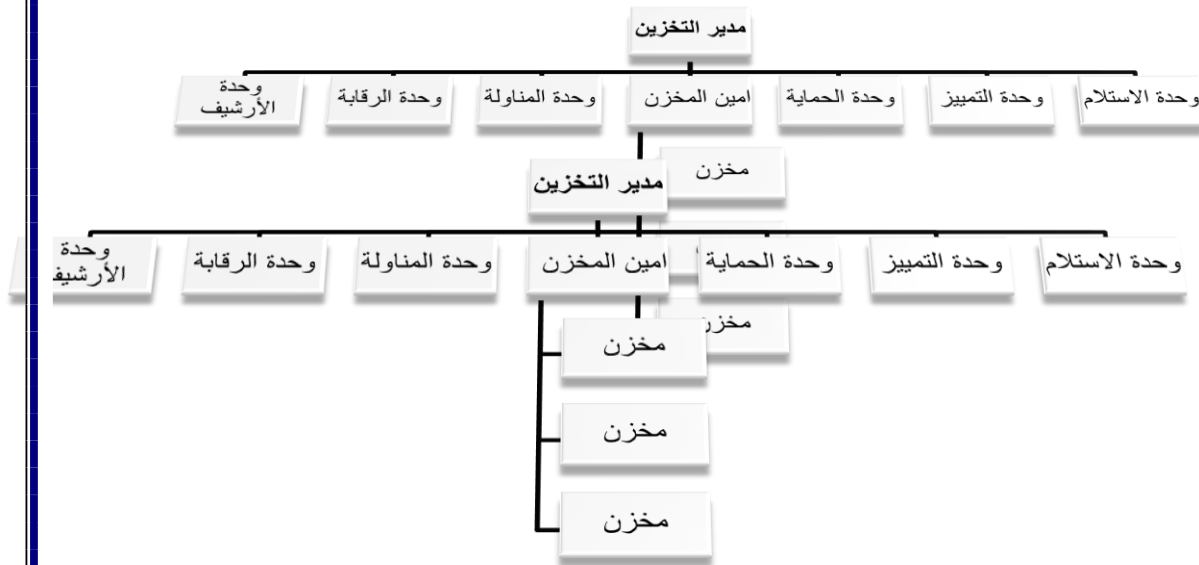 مدير التخزين
وحدة الاستلام
وحدة التمييز
وحدة الحماية
امين المخزن
وحدة المناولة
وحدة الرقابة
وحدة
الأرشيف
مخزن
مدير التخزين
وحدة الاستلام
وحدة التمييز
وحدة الحماية
امين المخزن
وحدة المناولة
وحدة الرقابة
وحدة
الأرشيف
مخزن
مخزن
مخزن
مخزن